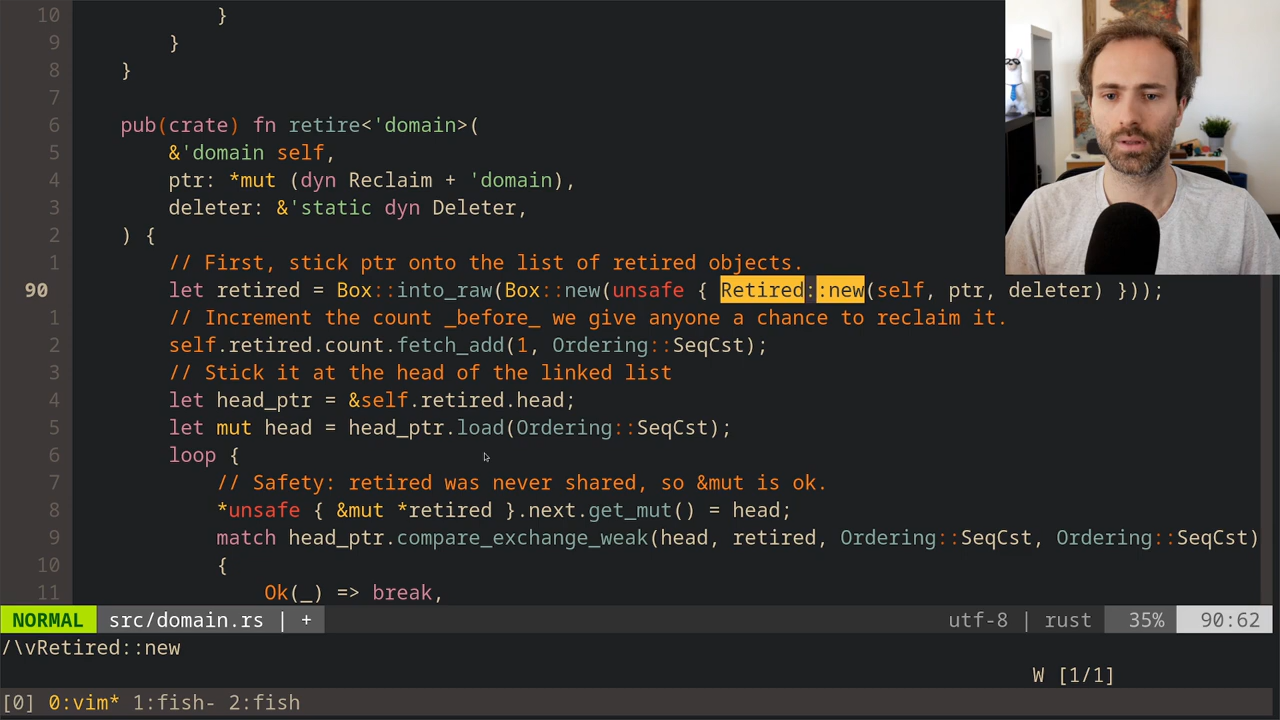 10 }
9 }
8 }
7
6 pub(crate) fn retire<'domain>(
5 &'domain self,
4 ptr: *mut (dyn Reclaim + 'domain),
3 deleter: &'static dyn Deleter,
2 ) {
1 // First, stick ptr onto the list of retired objects.
90 let retired = Box::into_raw(Box::new(unsafe { Retired::new(self, ptr, deleter) }));
1 // Increment the count _before_ we give anyone a chance to reclaim it.
2 self.retired.count.fetch_add(1, Ordering::SeqCst);
3 // Stick it at the head of the linked list
4 let head_ptr = &self.retired.head;
5 let mut head = head_ptr.load(Ordering::SeqCst);
6 loop {
7 // Safety: retired was never shared, so &mut is ok.
8 *unsafe { &mut *retired }.next.get_mut() = head;
9 match head_ptr.compare_exchange_weak(head, retired, Ordering::SeqCst, Ordering::SeqCst)
10 {
11 Ok(_) => break,
NORMAL src/domain.rs | + utf-8 | rust 35% 90:62
/\vRetired::new
W [1/1]
[0] 0:vim* 1:fish- 2:fish